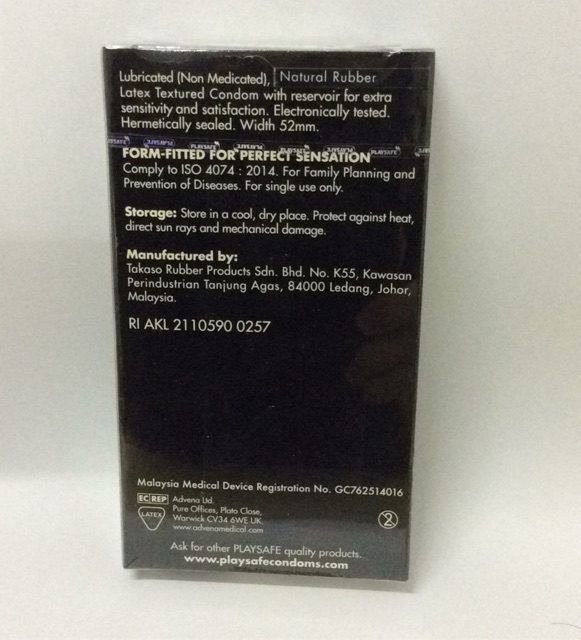 Lubricated (Non Medicated), Natural Rubber
Latex Textured Condom with reservoir for extra
sensitivity and satisfaction. Electronically tested.
Hermetically sealed. Width 52mm.
PLAYSAFE PLAYSAFE PLAYSAFE
FORM-FITTED FOR PERFECT SENSATION
Comply to ISO 4074 : 2014. For Family Planning and
Prevention of Diseases. For single use only.
Storage: Store in a cool, dry place. Protect against heat,
direct sun rays and mechanical damage.
Manufactured by:
Takaso Rubber Products Sdn. Bhd. No. K55, Kawasan
Perindustrian Tanjung Agas, 84000 Ledang, Johor,
Malaysia.
RI AKL 2110590 0257
Malaysia Medical Device Registration No. GC762514016
EC REP Advena Ltd.
Pure Offices, Plato Close,
LATEX Warwick CV34 6WE UK
www.advenamedical.com
2
Ask for other PLAYSAFE quality products...
www.playsafecondoms.com